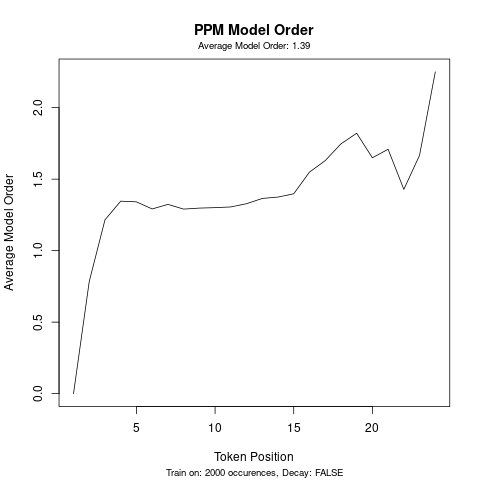 PPM Model Order
Average Model Order: 1.39
Average Model Order
2.0
1.5
1.0
0.5
0.0
5 10 15 20
Token Position
Train on: 2000 occurences, Decay: FALSE